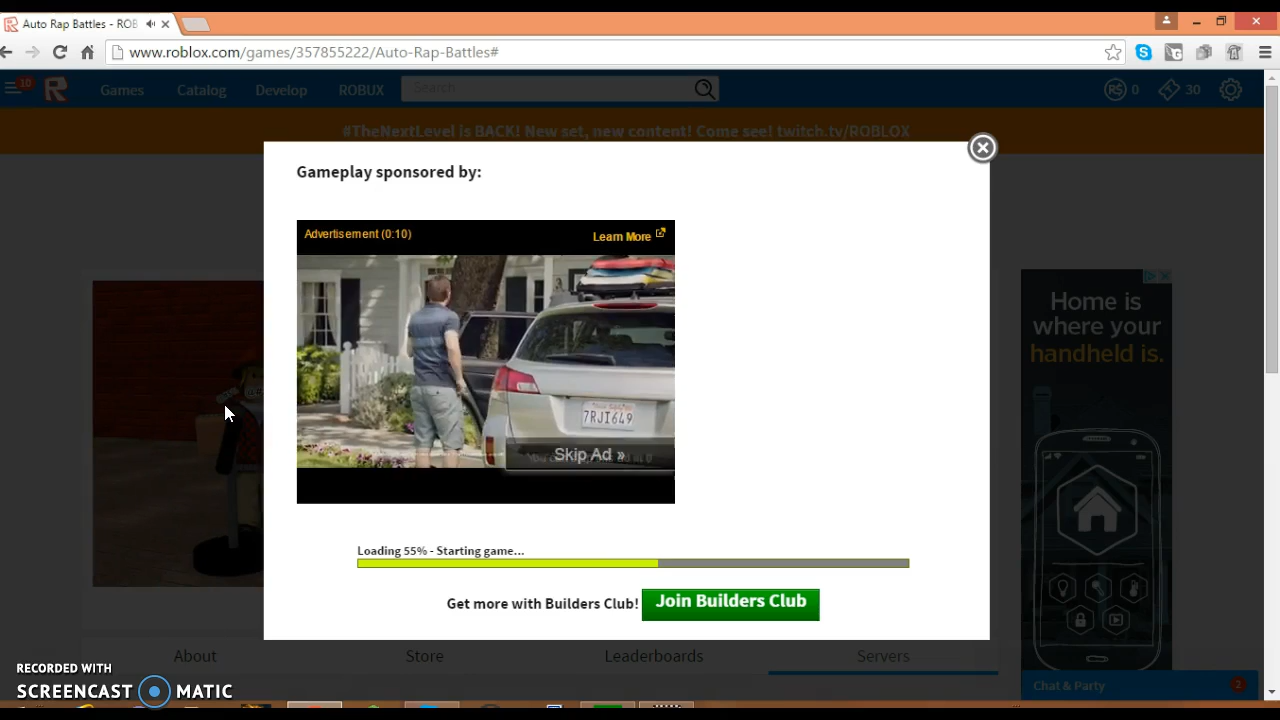 Auto Rap Battles - ROB
www.roblox.com/games/357855222/Auto-Rap-Battles#
10
Games
Catalog
Develop
ROBUX
Search
R$ 0
30
#TheNextLevel is BACK! New set, new content! Come see! twitch.tv/ROBLOX
Gameplay sponsored by:
Advertisement (0:10)
Learn More
7RJI649
Skip Ad »
Home is
where your
handheld is.
Loading 55% - Starting game...
Get more with Builders Club!
Join Builders Club
About
Store
Leaderboards
Servers
Chat & Party
2
RECORDED WITH
SCREENCAST MATIC